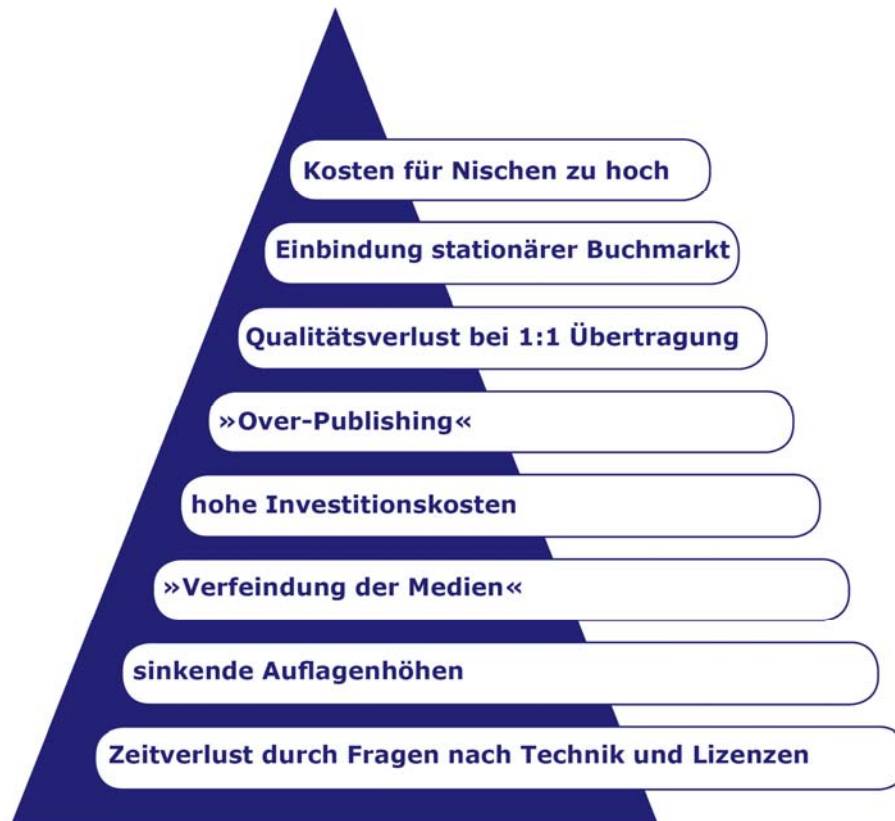 Kosten für Nischen zu hoch
Einbindung stationärer Buchmarkt
Qualitätsverlust bei 1:1 Übertragung
»Over-Publishing«
hohe Investitionskosten
»Verfeindung der Medien«
sinkende Auflagenhöhen
Zeitverlust durch Fragen nach Technik und Lizenzen